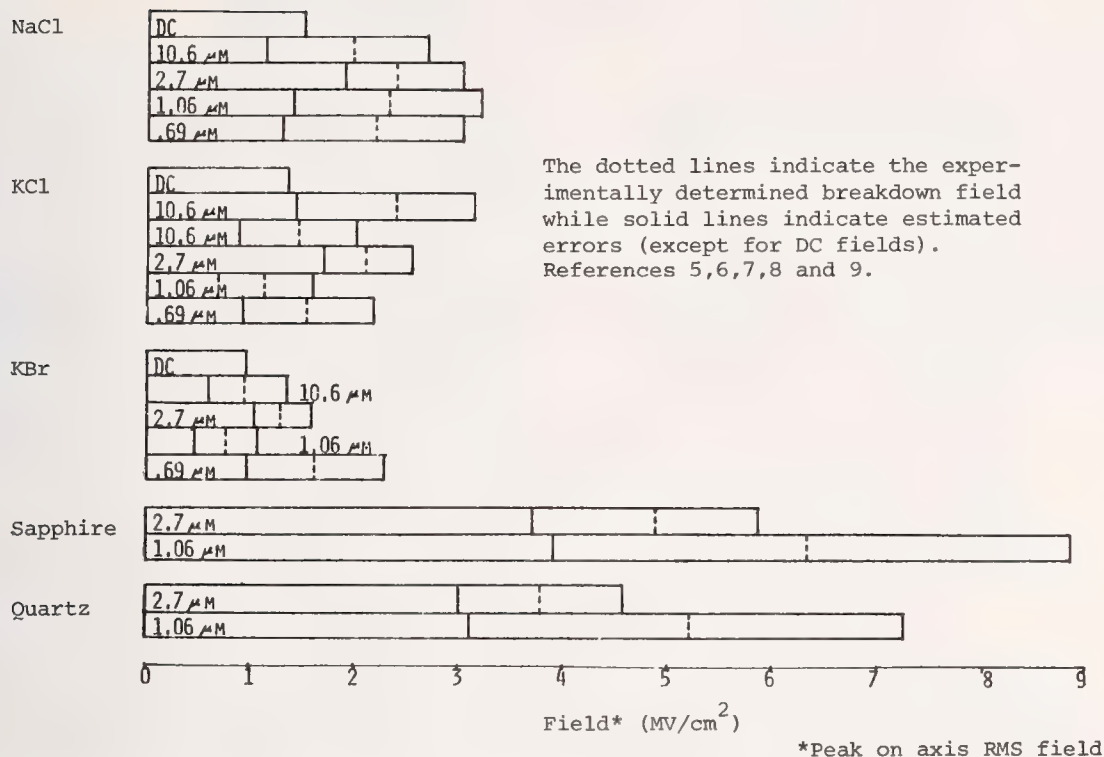 NaCl
DC
10.6 μM
2.7 μM
1.06 μM
.69 μM
KCl
DC
10.6 μM
10.6 μM
2.7 μM
1.06 μM
.69 μM
The dotted lines indicate the exper-
imentally determined breakdown field
while solid lines indicate estimated
errors (except for DC fields).
References 5,6,7,8 and 9.
KBr
DC
10.6 μM
2.7 μM
1.06 μM
.69 μM
Sapphire
2.7 μM
1.06 μM
Quartz
2.7 μM
1.06 μM
0 1 2 3 4 5 6 7 8 9
Field* (MV/cm²)
*Peak on axis RMS field